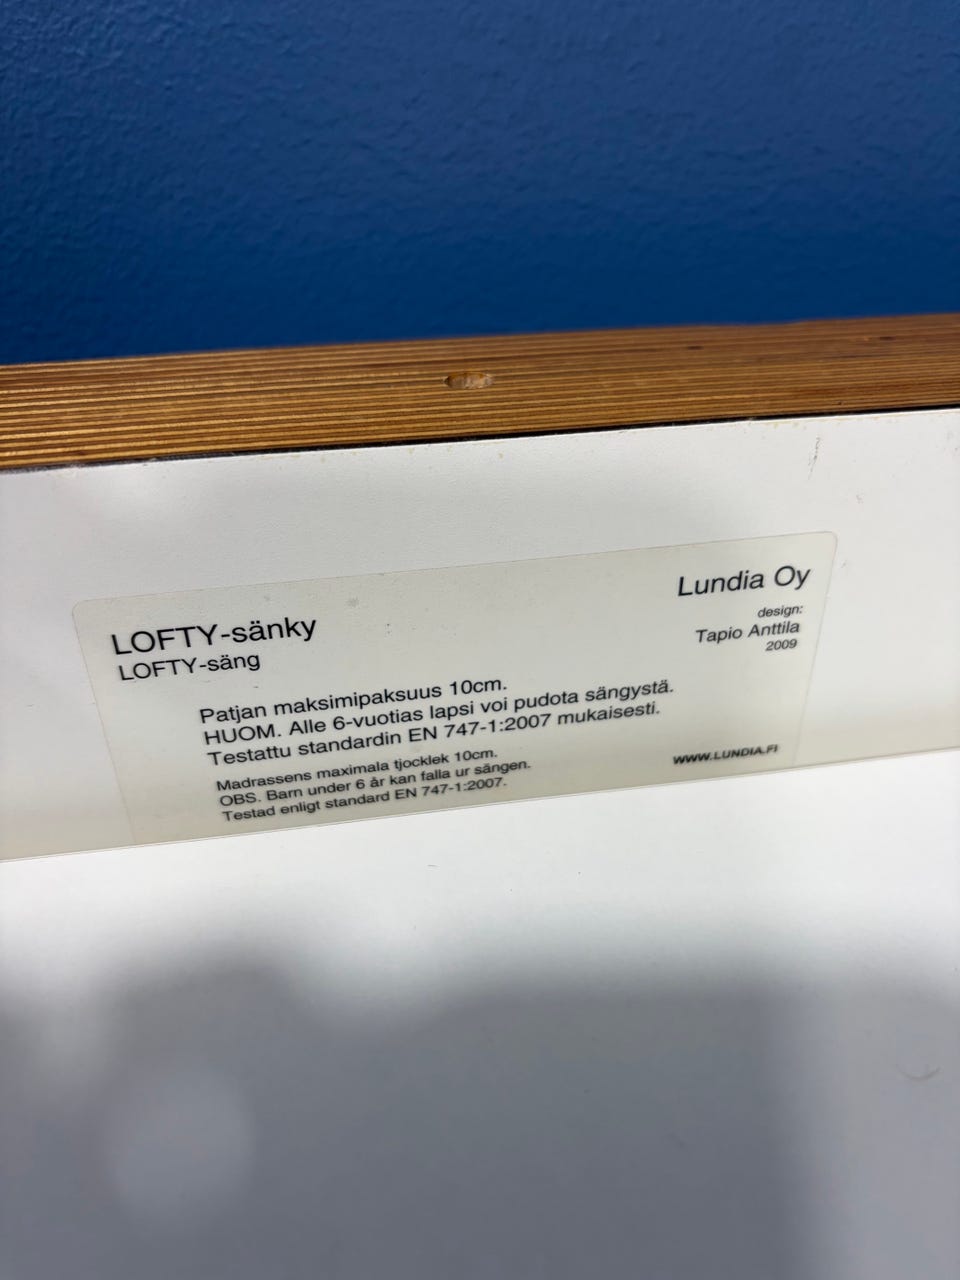 LOFTY-sänky
LOFTY-säng
Lundia Oy
design:
Tapio Anttila
2009
Patjan maksimipaksuus 10cm.
HUOM. Alle 6-vuotias lapsi voi pudota sängystä.
Testattu standardin EN 747-1:2007 mukaisesti.
Madrassens maximala tjocklek 10cm.
OBS. Barn under 6 år kan falla ur sängen.
Testad enligt standard EN 747-1:2007.
WWW.LUNDIA.FI